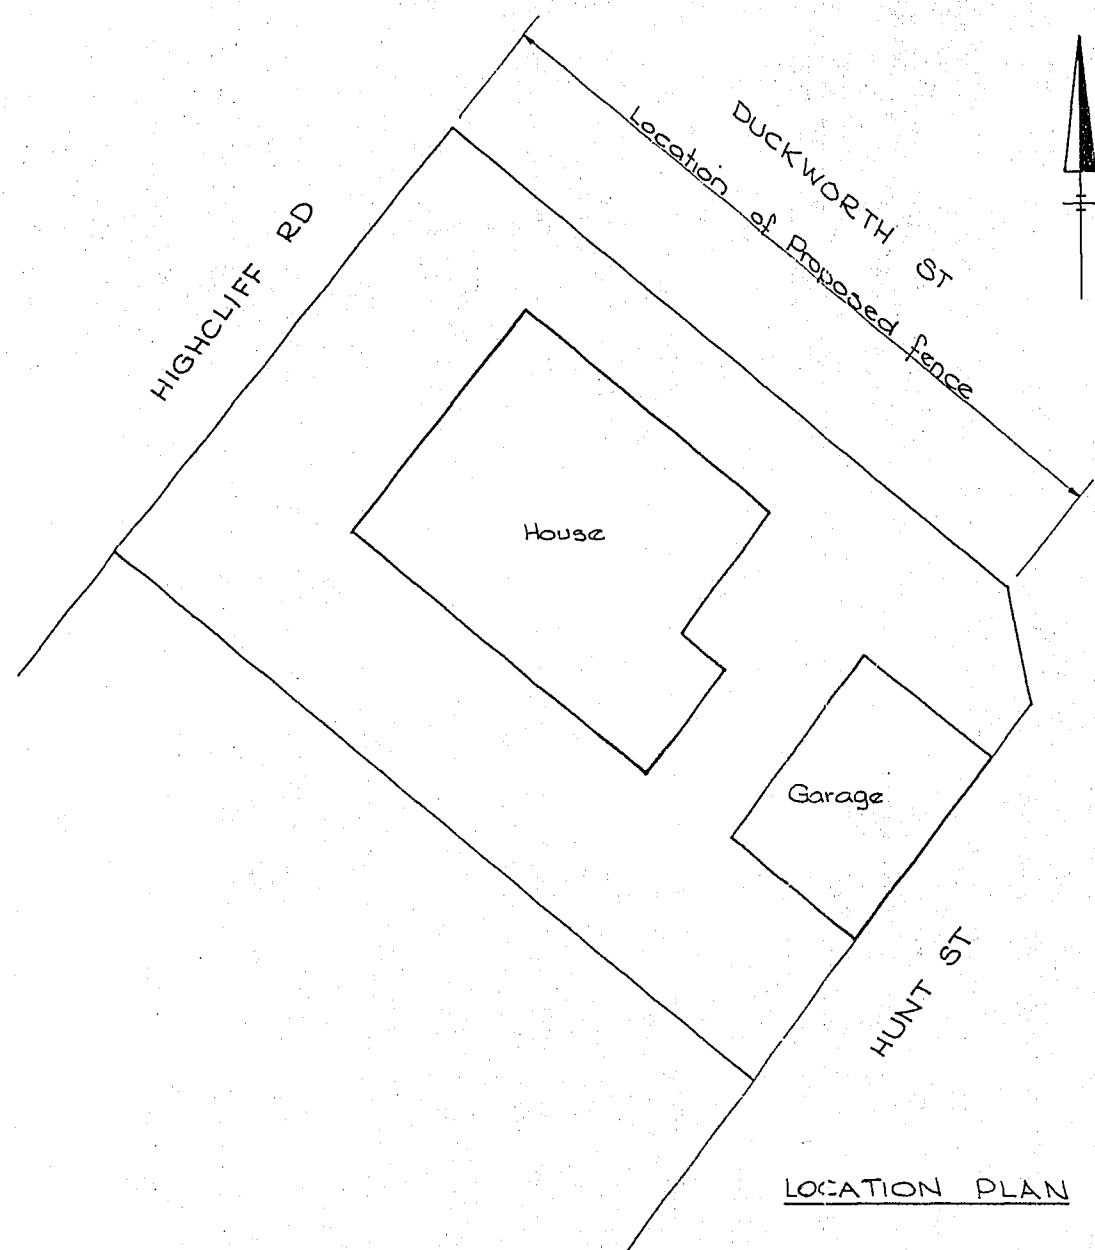 DUCKWORTH ST
Location of Proposed fence
HIGHCLIFF RD
House
Garage
HUNT ST
LOCATION PLAN